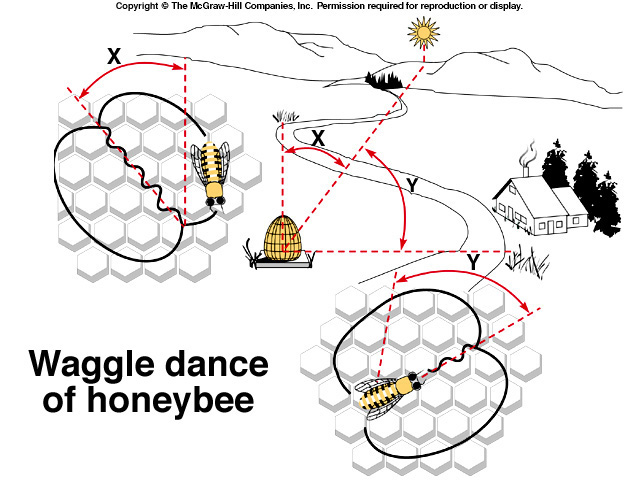 Copyright © The McGraw-Hill Companies, Inc. Permission required for reproduction or display.
X
X
Y
Y
Waggle dance
of honeybee